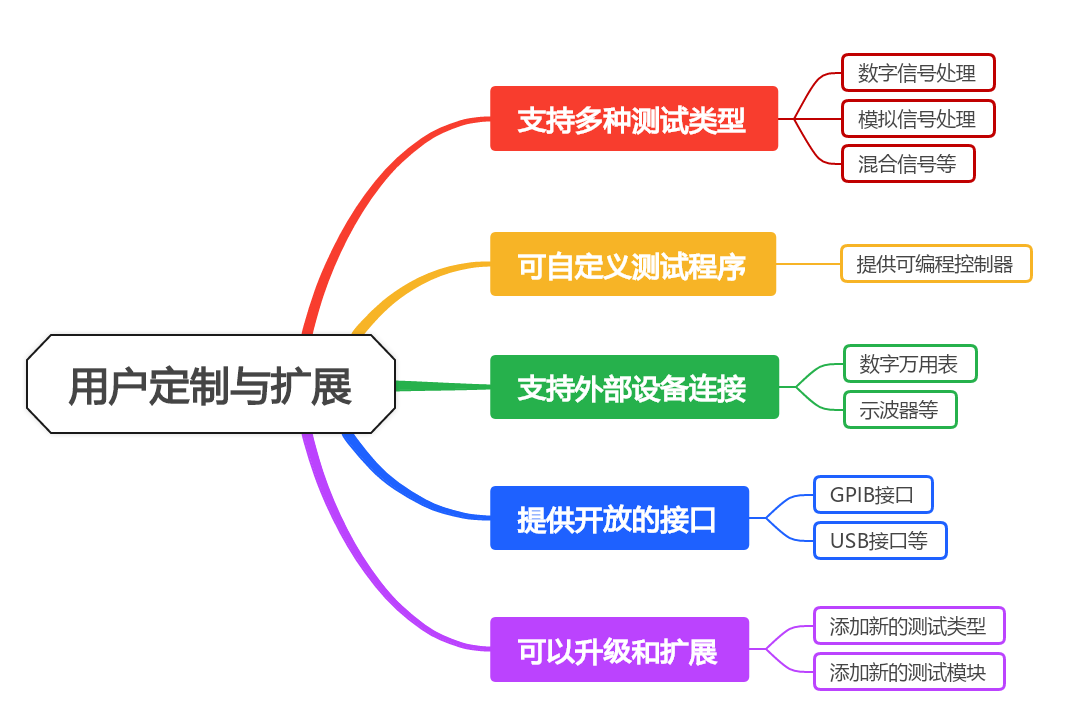 用户定制与扩展
支持多种测试类型
数字信号处理
模拟信号处理
混合信号等
可自定义测试程序
提供可编程控制器
支持外部设备连接
数字万用表
示波器等
提供开放的接口
GPIB接口
USB接口等
可以升级和扩展
添加新的测试类型
添加新的测试模块